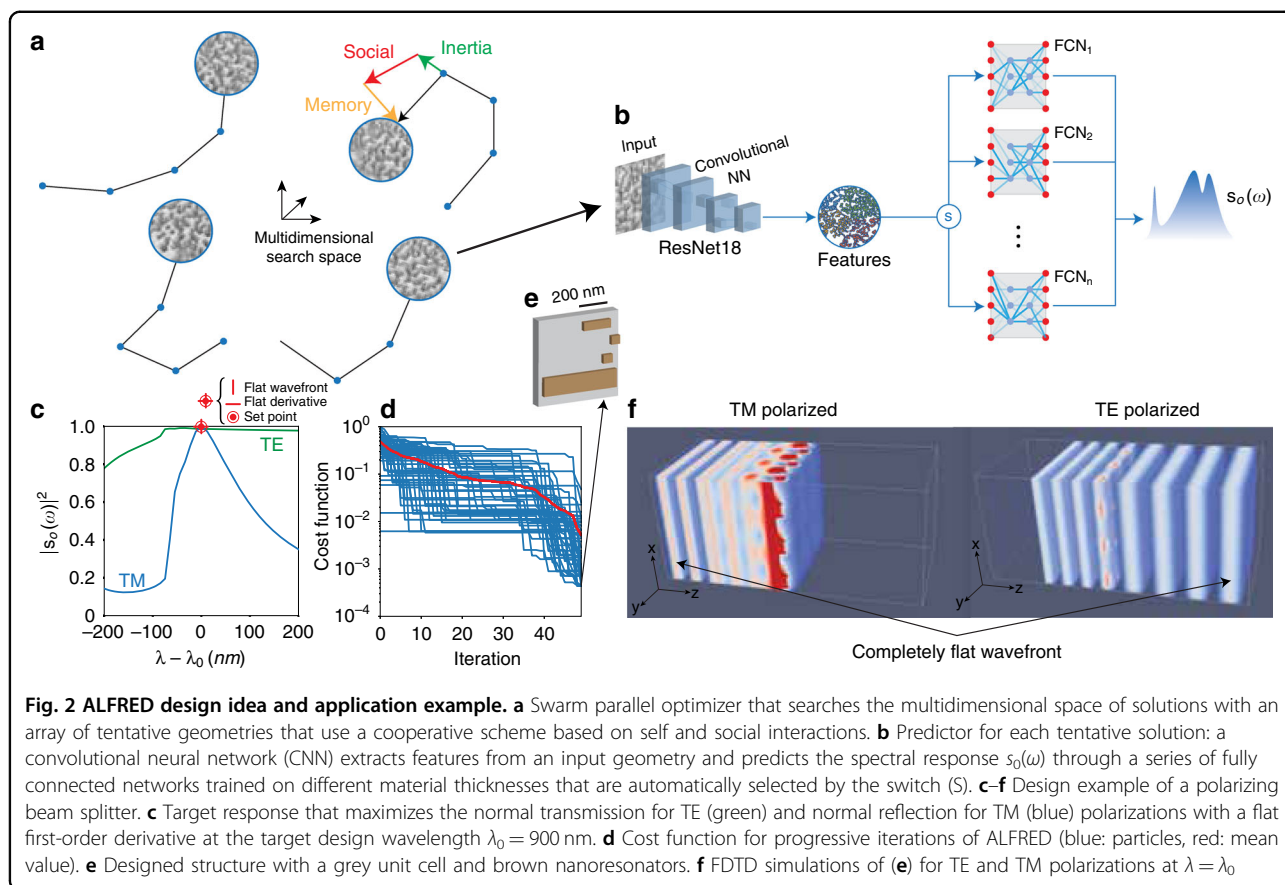 a
Social
Inertia
Memory
Multidimensional
search space
b
Input
Convolutional
NN
ResNet18
Features
s
FCN1
FCN2
⋮
FCNn
so(ω)
c
Flat wavefront
Flat derivative
Set point
|so(ω)|²
1.0
0.8
0.6
0.4
0.2
0
TE
TM
−200
−100
0
100
200
λ − λ0 (nm)
d
Cost function
10⁰
10⁻¹
10⁻²
10⁻³
10⁻⁴
0
20
40
Iteration
e
200 nm
f
TM polarized
TE polarized
x
y
z
x
y
z
Completely flat wavefront
Fig. 2 ALFRED design idea and application example. a Swarm parallel optimizer that searches the multidimensional space of solutions with an
array of tentative geometries that use a cooperative scheme based on self and social interactions. b Predictor for each tentative solution: a
convolutional neural network (CNN) extracts features from an input geometry and predicts the spectral response s0(ω) through a series of fully
connected networks trained on different material thicknesses that are automatically selected by the switch (S). c–f Design example of a polarizing
beam splitter. c Target response that maximizes the normal transmission for TE (green) and normal reflection for TM (blue) polarizations with a flat
first-order derivative at the target design wavelength λ0 = 900 nm. d Cost function for progressive iterations of ALFRED (blue: particles, red: mean
value). e Designed structure with a grey unit cell and brown nanoresonators. f FDTD simulations of (e) for TE and TM polarizations at λ = λ0